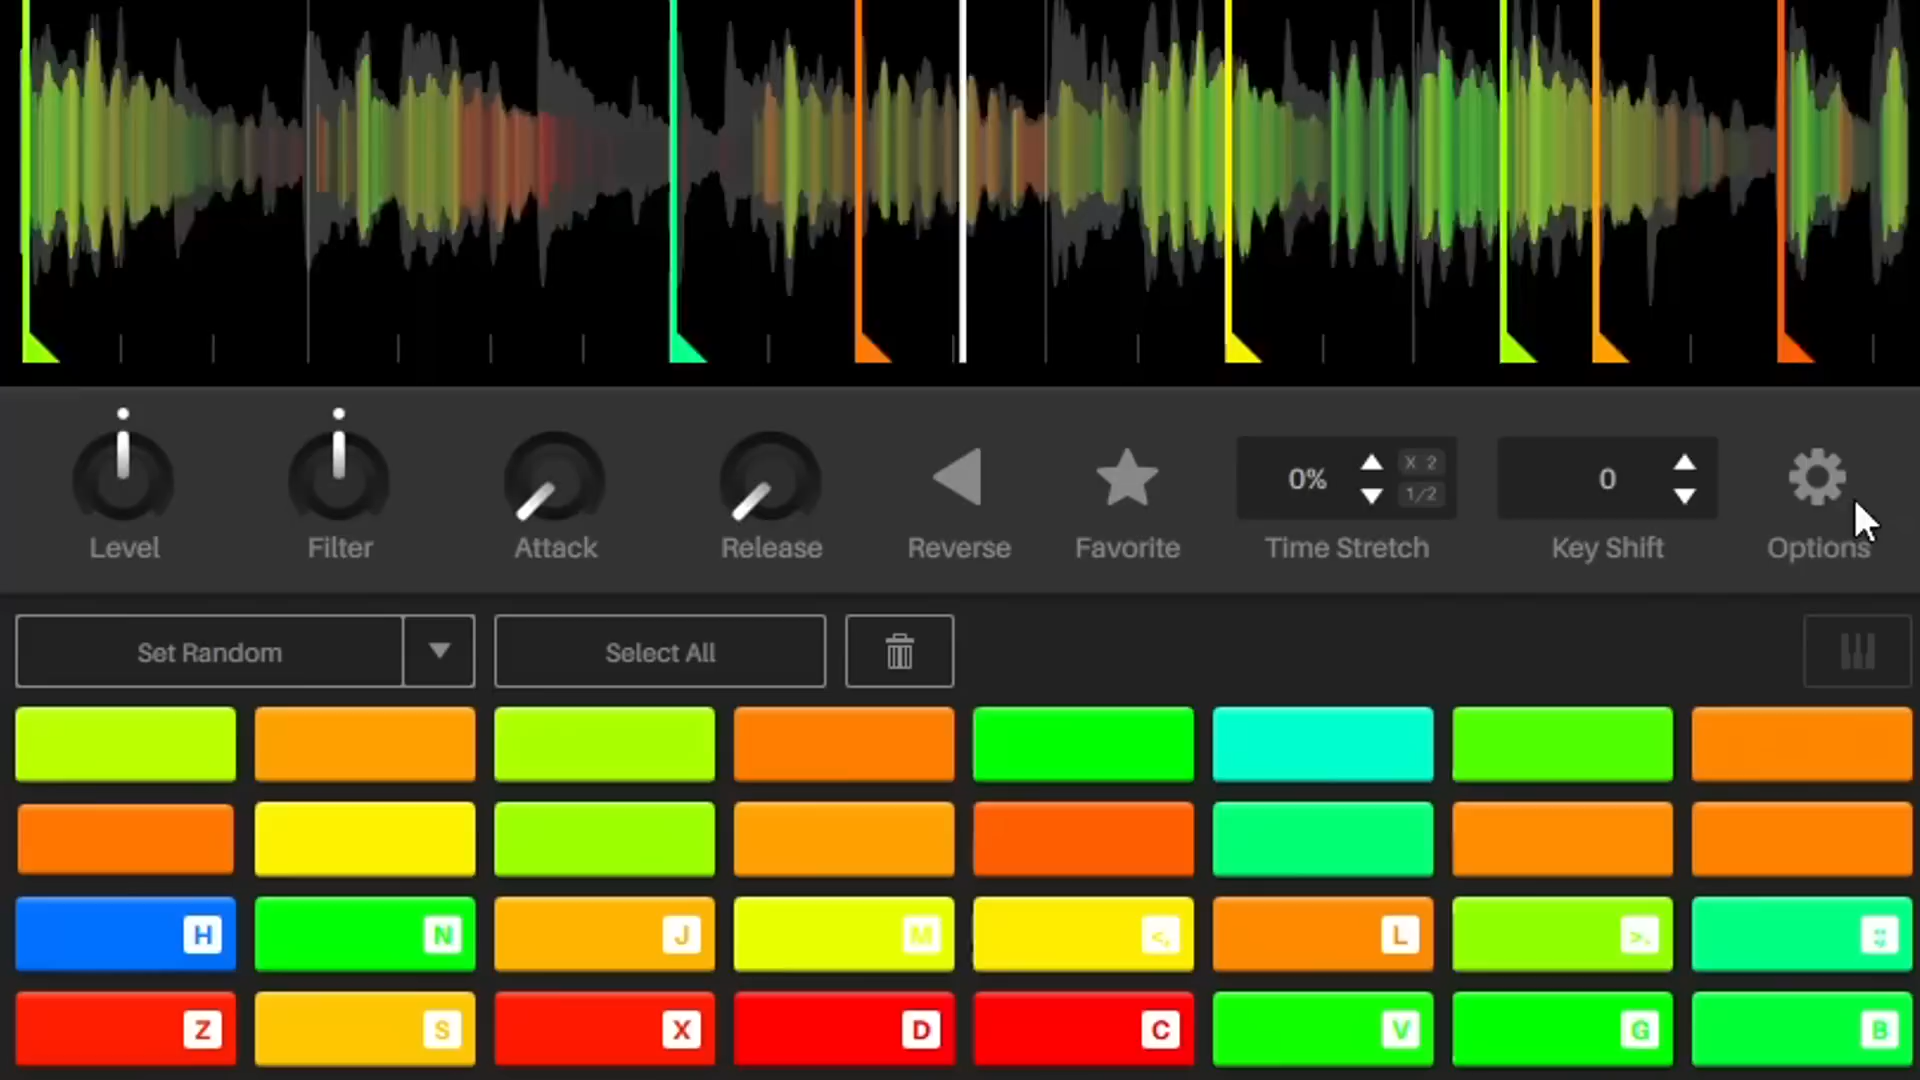 0%
X 2
1/2
0
Level
Filter
Attack
Release
Reverse
Favorite
Time Stretch
Key Shift
Options
Set Random
Select All
H
N
J
M
<,
L
>.
:;
Z
S
X
D
C
V
G
B